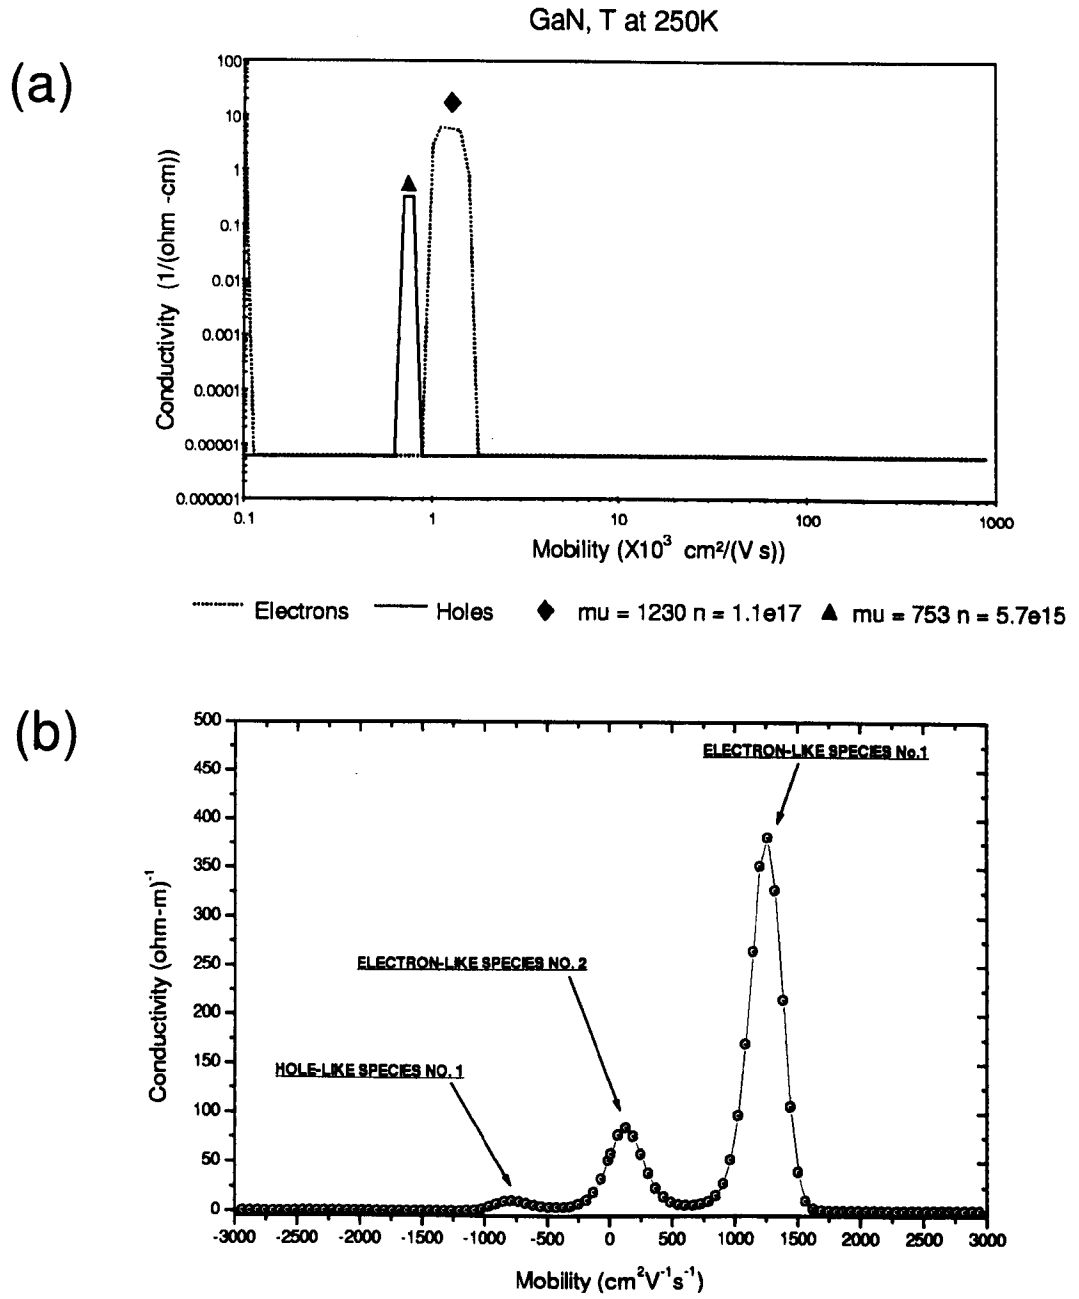 GaN, T at 250K
(a)
100
10
1
0.1
0.01
0.001
0.0001
0.00001
0.000001
Conductivity (1/(ohm -cm))
0.1 1 10 100 1000
Mobility (X10³ cm²/(V s))
Electrons Holes mu = 1230 n = 1.1e17 mu = 753 n = 5.7e15
(b)
500
450
400
350
300
250
200
150
100
50
0
Conductivity (ohm-m)⁻¹
ELECTRON-LIKE SPECIES No.1
ELECTRON-LIKE SPECIES NO. 2
HOLE-LIKE SPECIES NO. 1
-3000 -2500 -2000 -1500 -1000 -500 0 500 1000 1500 2000 2500 3000
Mobility (cm²V⁻¹s⁻¹)